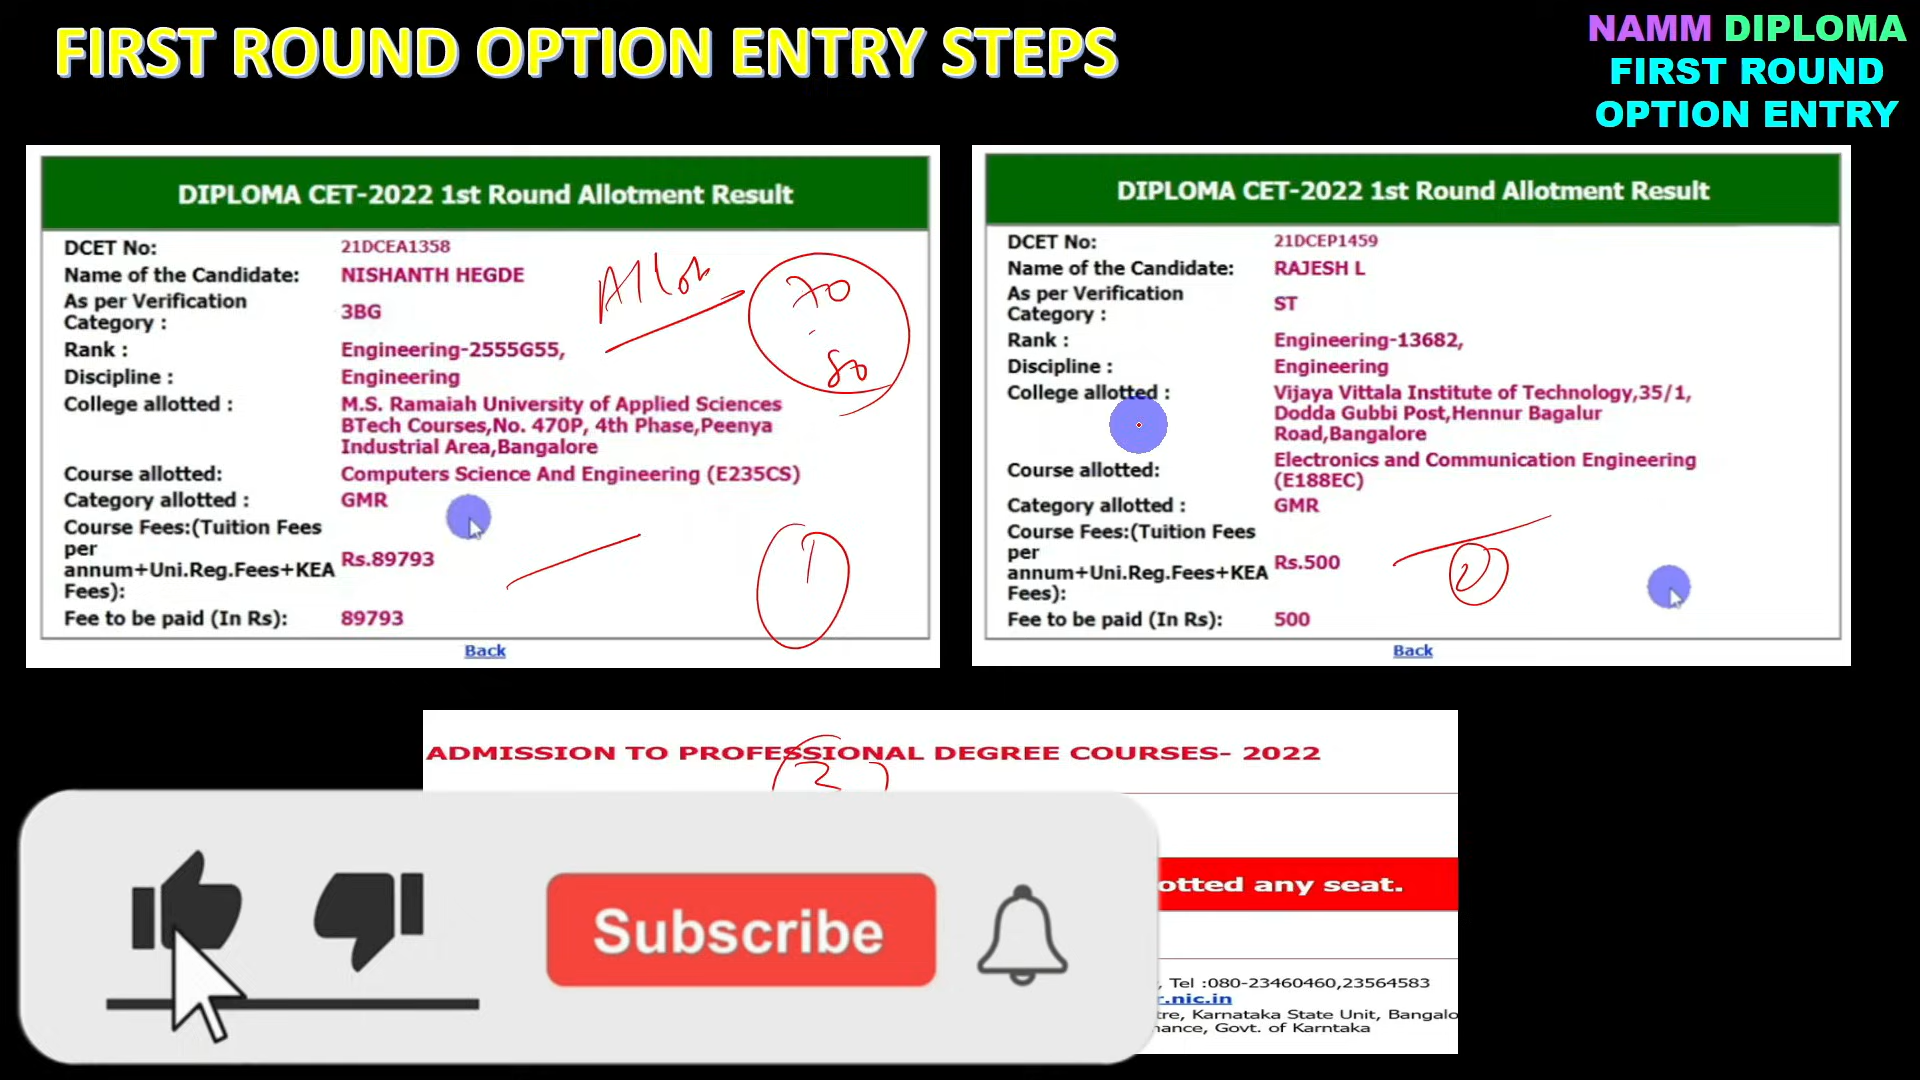 FIRST ROUND OPTION ENTRY STEPS
NAMM DIPLOMA
FIRST ROUND
OPTION ENTRY
DIPLOMA CET-2022 1st Round Allotment Result
DCET No: 21DCEA1358
Name of the Candidate: NISHANTH HEGDE
As per Verification
Category : 3BG
Rank : Engineering-2555G55,
Discipline : Engineering
College allotted : M.S. Ramaiah University of Applied Sciences
BTech Courses,No. 470P, 4th Phase,Peenya
Industrial Area,Bangalore
Course allotted: Computers Science And Engineering (E235CS)
Category allotted : GMR
Course Fees:(Tuition Fees
per
annum+Uni.Reg.Fees+KEA Rs.89793
Fees):
Fee to be paid (In Rs): 89793
Back
Allot
70
80
1
DIPLOMA CET-2022 1st Round Allotment Result
DCET No: 21DCEP1459
Name of the Candidate: RAJESH L
As per Verification
Category : ST
Rank : Engineering-13682,
Discipline : Engineering
College allotted : Vijaya Vittala Institute of Technology,35/1,
Dodda Gubbi Post,Hennur Bagalur
Road,Bangalore
Course allotted: Electronics and Communication Engineering
(E188EC)
Category allotted : GMR
Course Fees:(Tuition Fees
per
annum+Uni.Reg.Fees+KEA Rs.500
Fees):
Fee to be paid (In Rs): 500
Back
2
ADMISSION TO PROFESSIONAL DEGREE COURSES- 2022
3
otted any seat.
, Tel :080-23460460,23564583
r.nic.in
tre, Karnataka State Unit, Bangalo
nance, Govt. of Karntaka
Subscribe